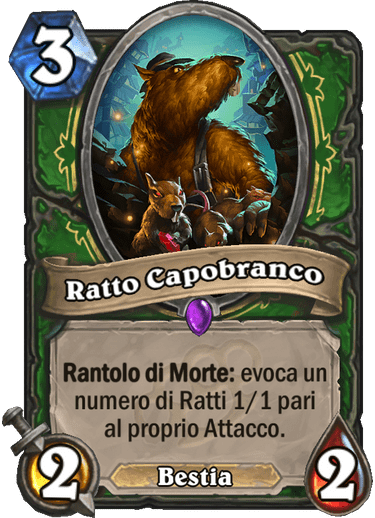 3
Ratto Capobranco
Rantolo di Morte: evoca un
numero di Ratti 1/1 pari
al proprio Attacco.
2
Bestia
2